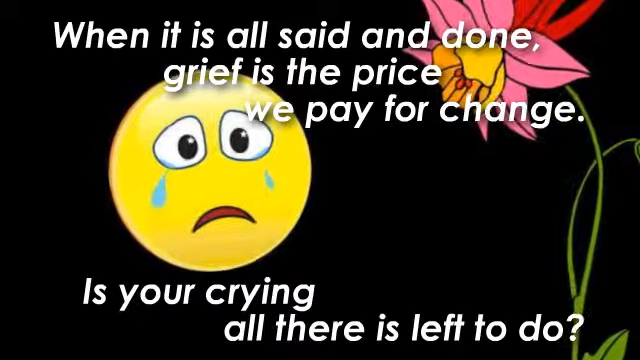 When it is all said and done,
grief is the price
we pay for change.
Is your crying
all there is left to do?